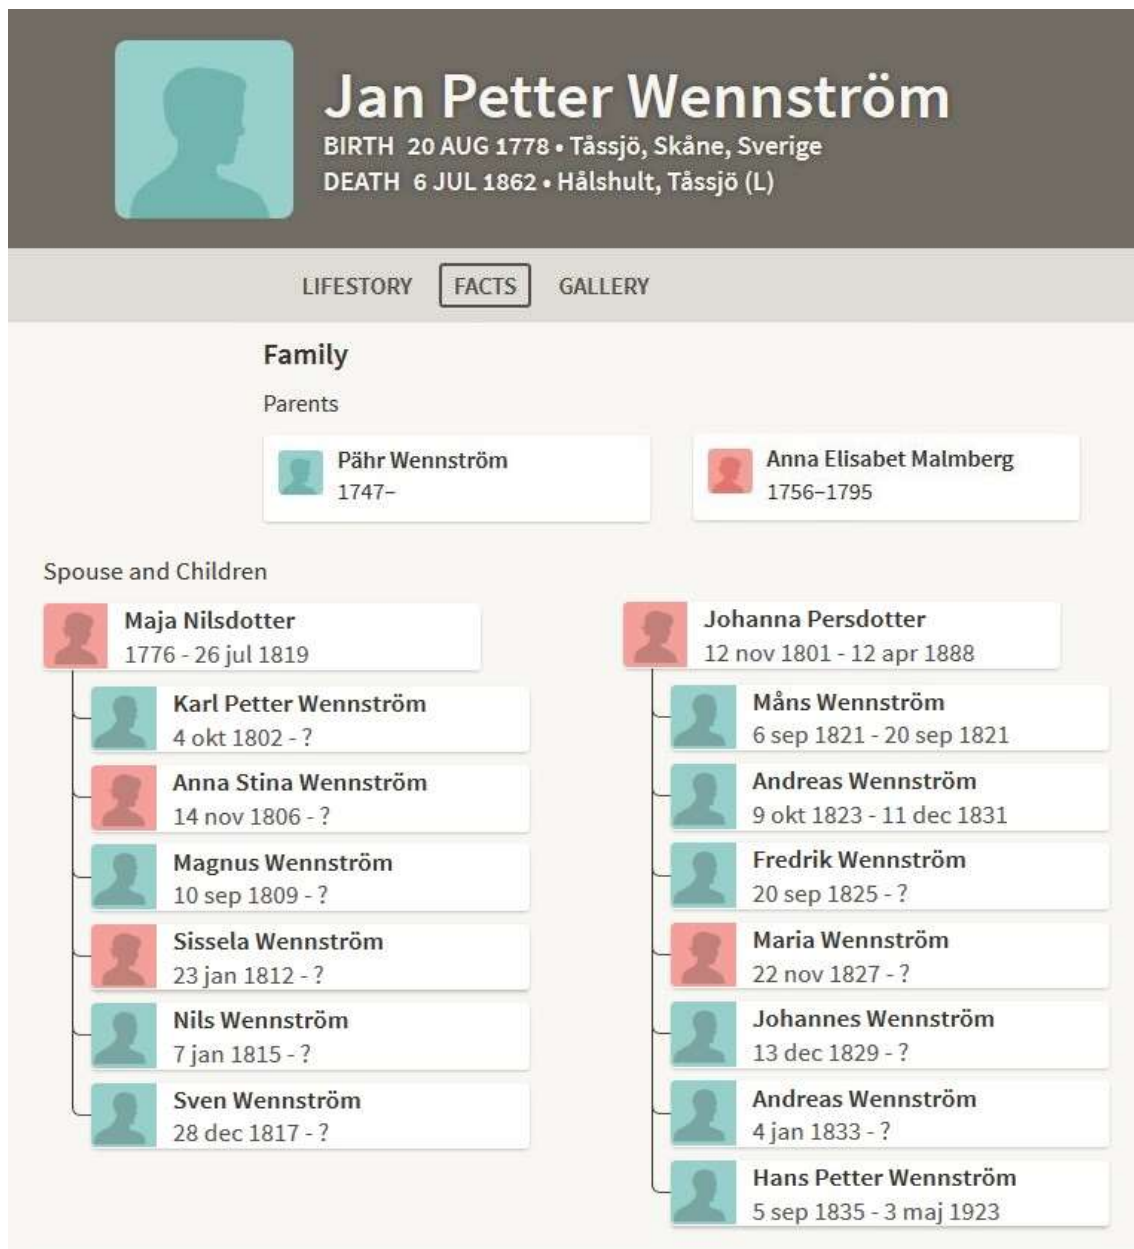 Jan Petter Wennström
BIRTH 20 AUG 1778 • Tåssjö, Skåne, Sverige
DEATH 6 JUL 1862 • Hålshult, Tåssjö (L)
LIFESTORY FACTS GALLERY
Family
Parents
Pähr Wennström
1747–
Anna Elisabet Malmberg
1756–1795
Spouse and Children
Maja Nilsdotter
1776 - 26 jul 1819
Karl Petter Wennström
4 okt 1802 - ?
Anna Stina Wennström
14 nov 1806 - ?
Magnus Wennström
10 sep 1809 - ?
Sissela Wennström
23 jan 1812 - ?
Nils Wennström
7 jan 1815 - ?
Sven Wennström
28 dec 1817 - ?
Johanna Persdotter
12 nov 1801 - 12 apr 1888
Måns Wennström
6 sep 1821 - 20 sep 1821
Andreas Wennström
9 okt 1823 - 11 dec 1831
Fredrik Wennström
20 sep 1825 - ?
Maria Wennström
22 nov 1827 - ?
Johannes Wennström
13 dec 1829 - ?
Andreas Wennström
4 jan 1833 - ?
Hans Petter Wennström
5 sep 1835 - 3 maj 1923